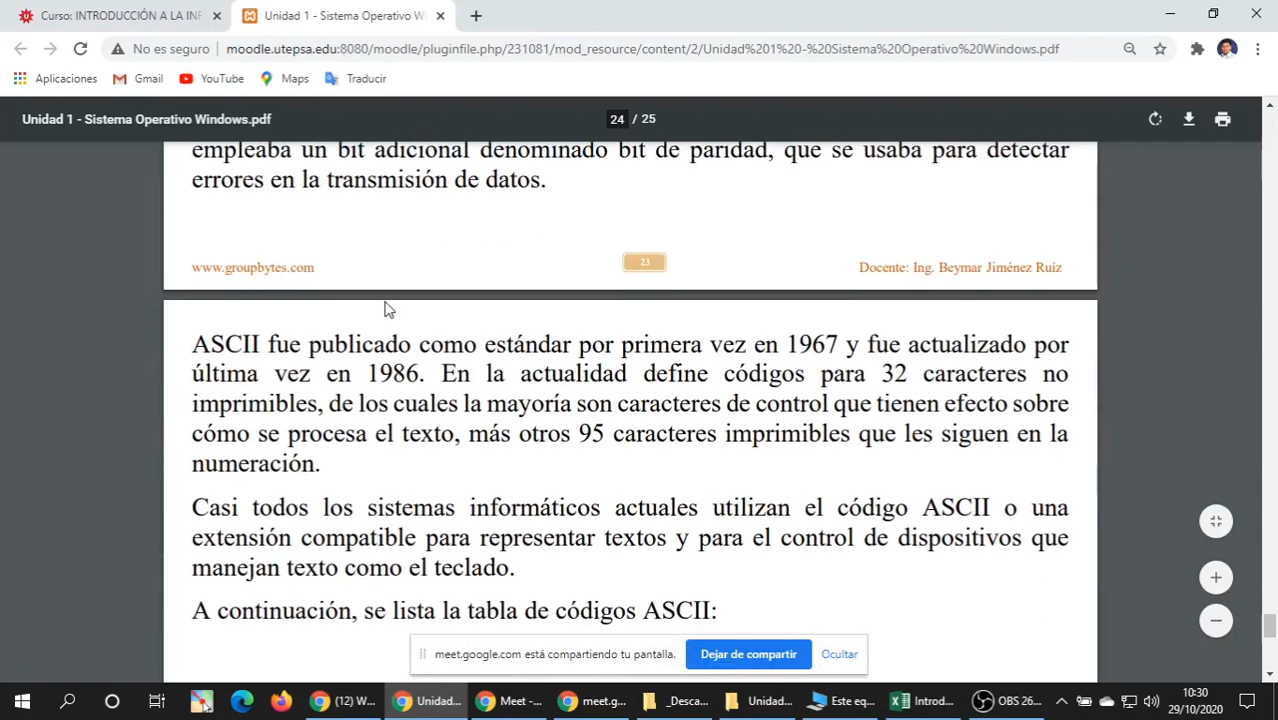 Curso: INTRODUCCIÓN A LA INF
Unidad 1 - Sistema Operativo Wi
No es seguro
moodle.utepsa.edu:8080/moodle/pluginfile.php/231081/mod_resource/content/2/Unidad%201%20-%20Sistema%20Operativo%20Windows.pdf
Aplicaciones Gmail YouTube Maps Traducir
Unidad 1 - Sistema Operativo Windows.pdf 24 / 25
empleaba un bit adicional denominado bit de paridad, que se usaba para detectar
errores en la transmisión de datos.
www.groupbytes.com 23 Docente: Ing. Beymar Jiménez Ruíz
ASCII fue publicado como estándar por primera vez en 1967 y fue actualizado por
última vez en 1986. En la actualidad define códigos para 32 caracteres no
imprimibles, de los cuales la mayoría son caracteres de control que tienen efecto sobre
cómo se procesa el texto, más otros 95 caracteres imprimibles que les siguen en la
numeración.
Casi todos los sistemas informáticos actuales utilizan el código ASCII o una
extensión compatible para representar textos y para el control de dispositivos que
manejan texto como el teclado.
A continuación, se lista la tabla de códigos ASCII:
meet.google.com está compartiendo tu pantalla. Dejar de compartir Ocultar
(12) W... Unidad... Meet -... meet.g... _Desca... Unidad... Este eq... Introd... OBS 26... 10:30
29/10/2020